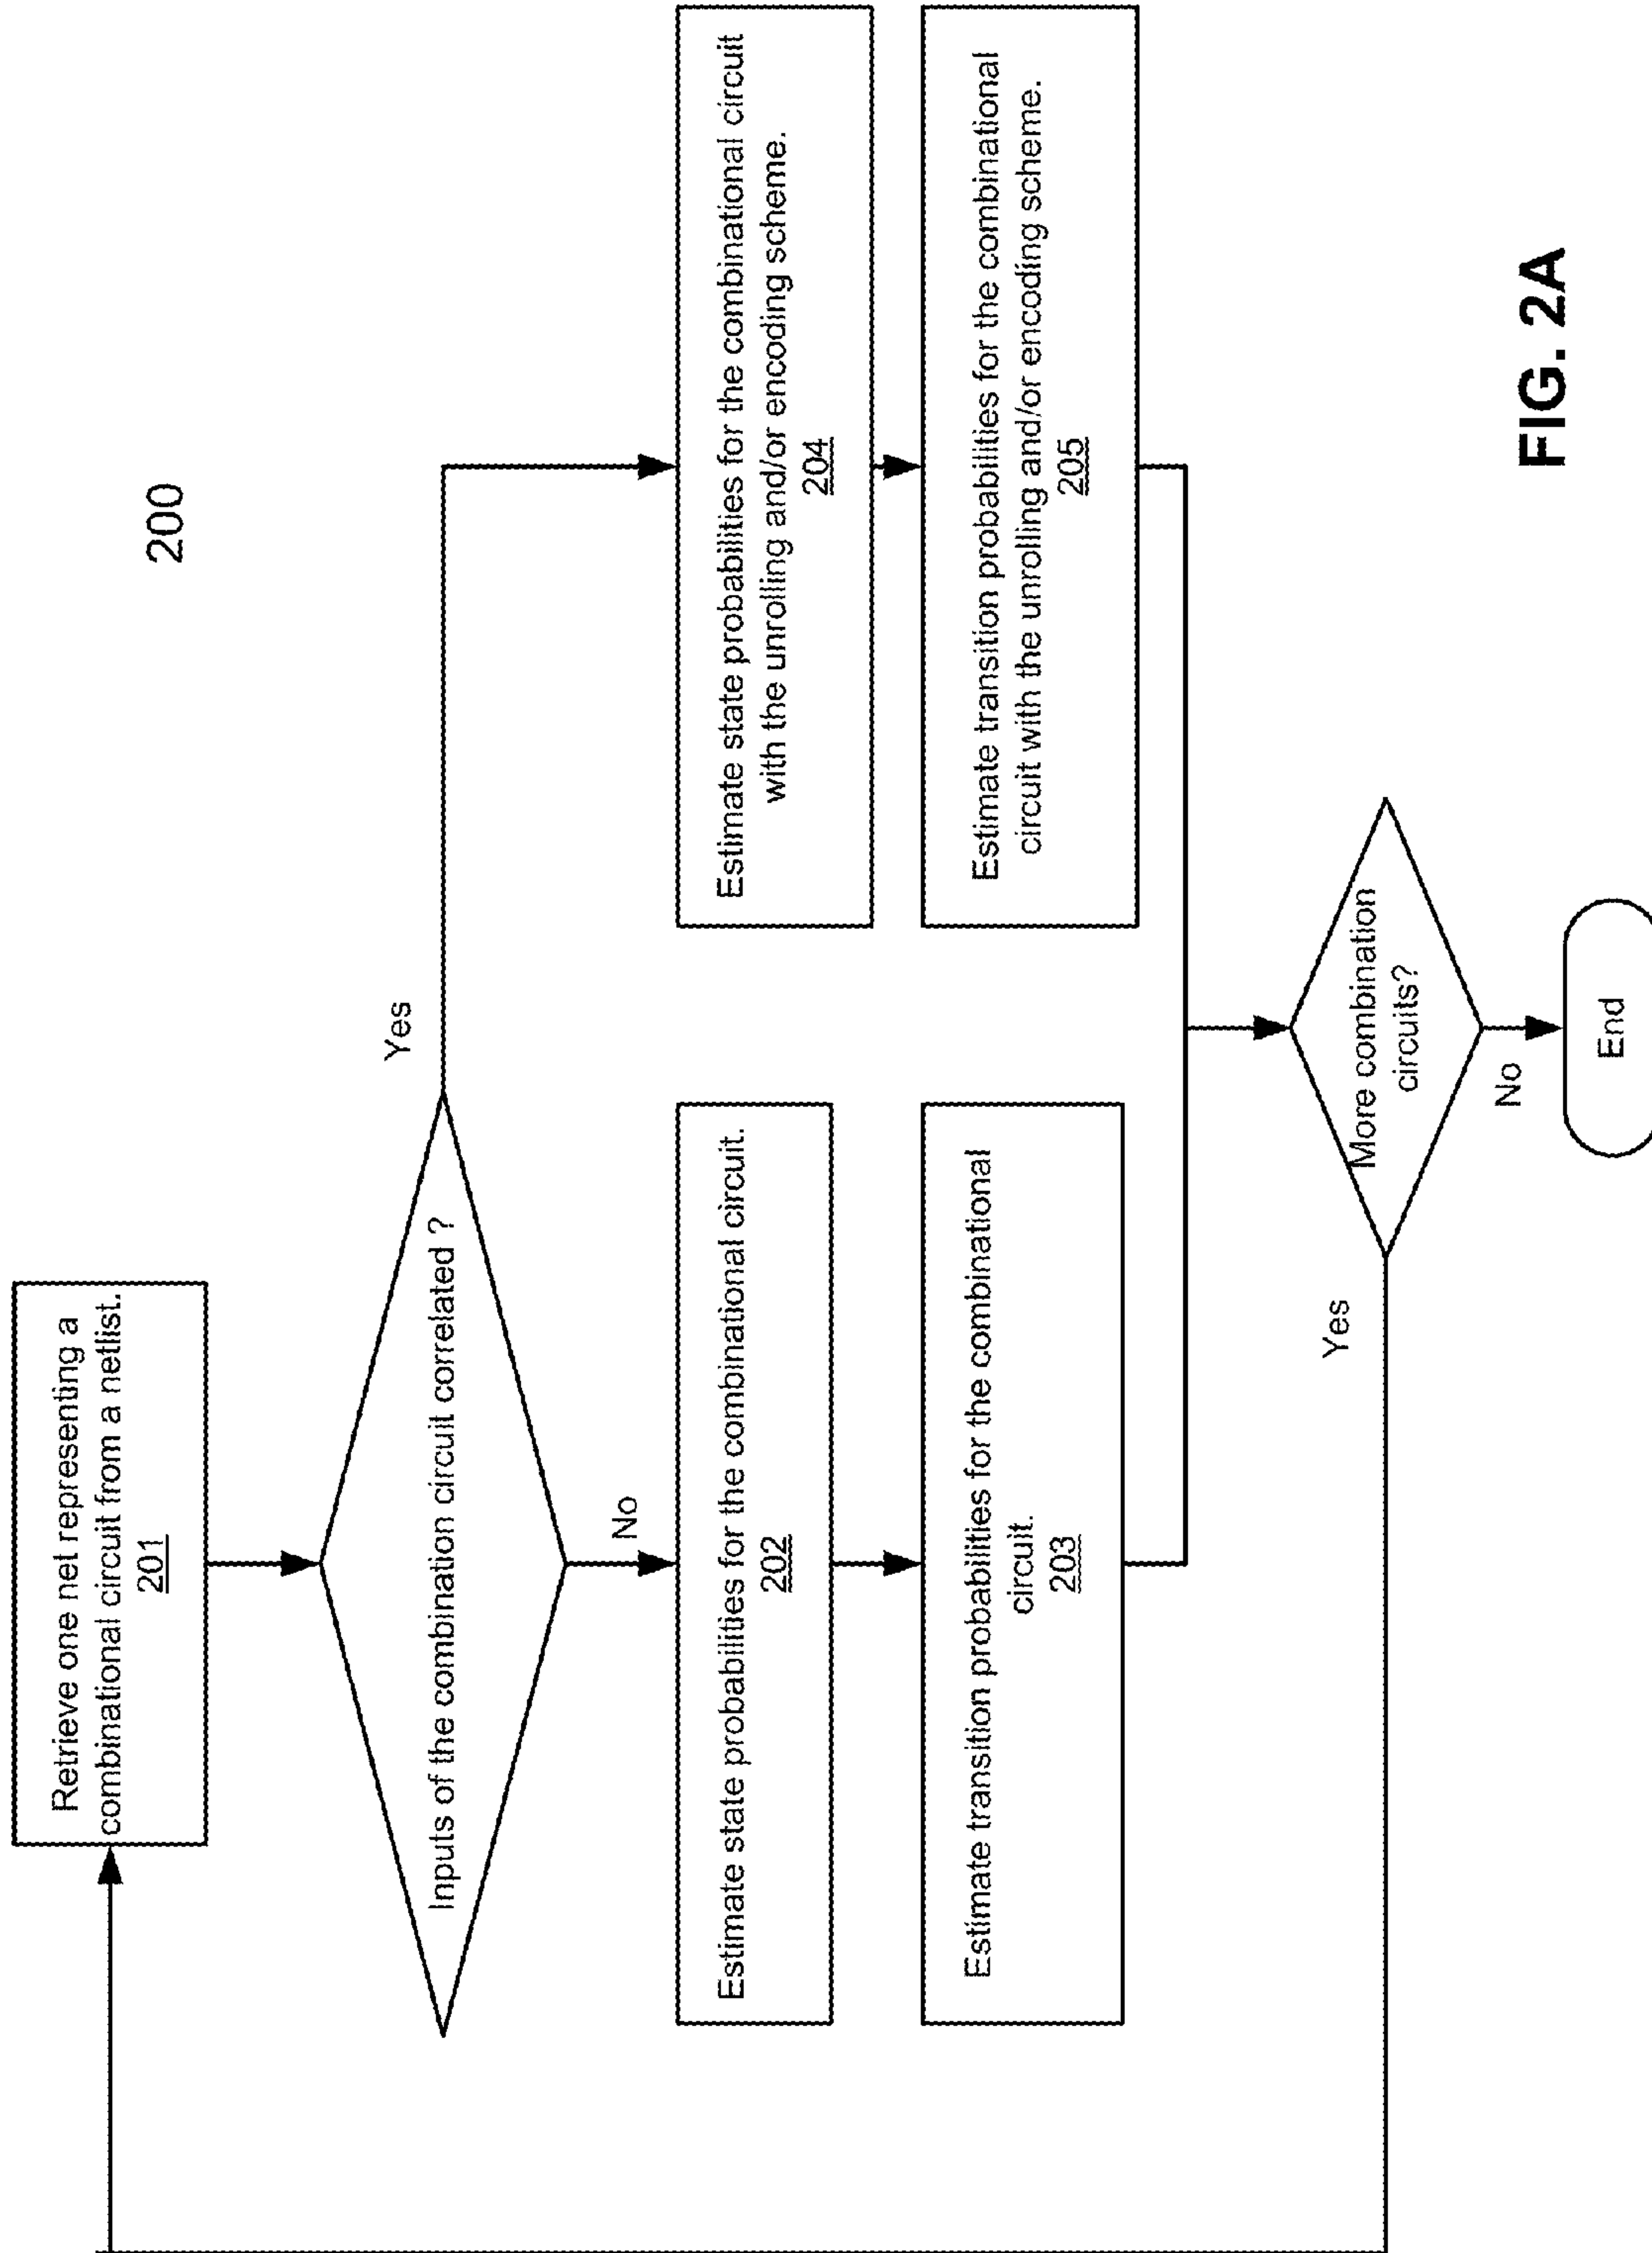 200
Retrieve one net representing a
combinational circuit from a netlist.
201
Inputs of the combination circuit correlated ?
Yes
No
Estimate state probabilities for the combinational circuit.
202
Estimate transition probabilities for the combinational
circuit.
203
Estimate state probabilities for the combinational circuit
with the unrolling and/or encoding scheme.
204
Estimate transition probabilities for the combinational
circuit with the unrolling and/or encoding scheme.
205
More combination
circuits?
Yes
No
End
FIG. 2A